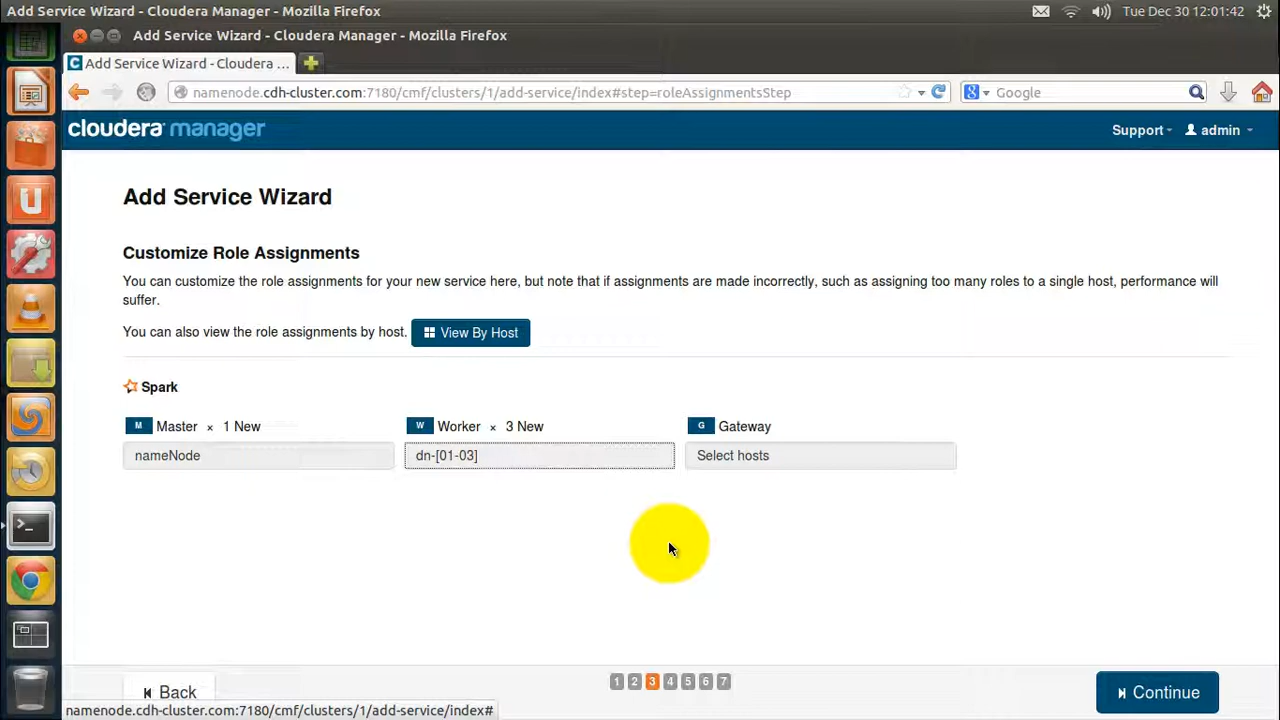 Add Service Wizard - Cloudera Manager - Mozilla Firefox
Tue Dec 30 12:01:42
Add Service Wizard - Cloudera Manager - Mozilla Firefox
C Add Service Wizard - Cloudera ...
namenode.cdh-cluster.com:7180/cmf/clusters/1/add-service/index#step=roleAssignmentsStep
8 Google
cloudera manager
Support admin
Add Service Wizard
Customize Role Assignments
You can customize the role assignments for your new service here, but note that if assignments are made incorrectly, such as assigning too many roles to a single host, performance will
suffer.
You can also view the role assignments by host. View By Host
Spark
M Master × 1 New W Worker × 3 New G Gateway
nameNode dn-[01-03] Select hosts
1 2 3 4 5 6 7
Back Continue
namenode.cdh-cluster.com:7180/cmf/clusters/1/add-service/index#